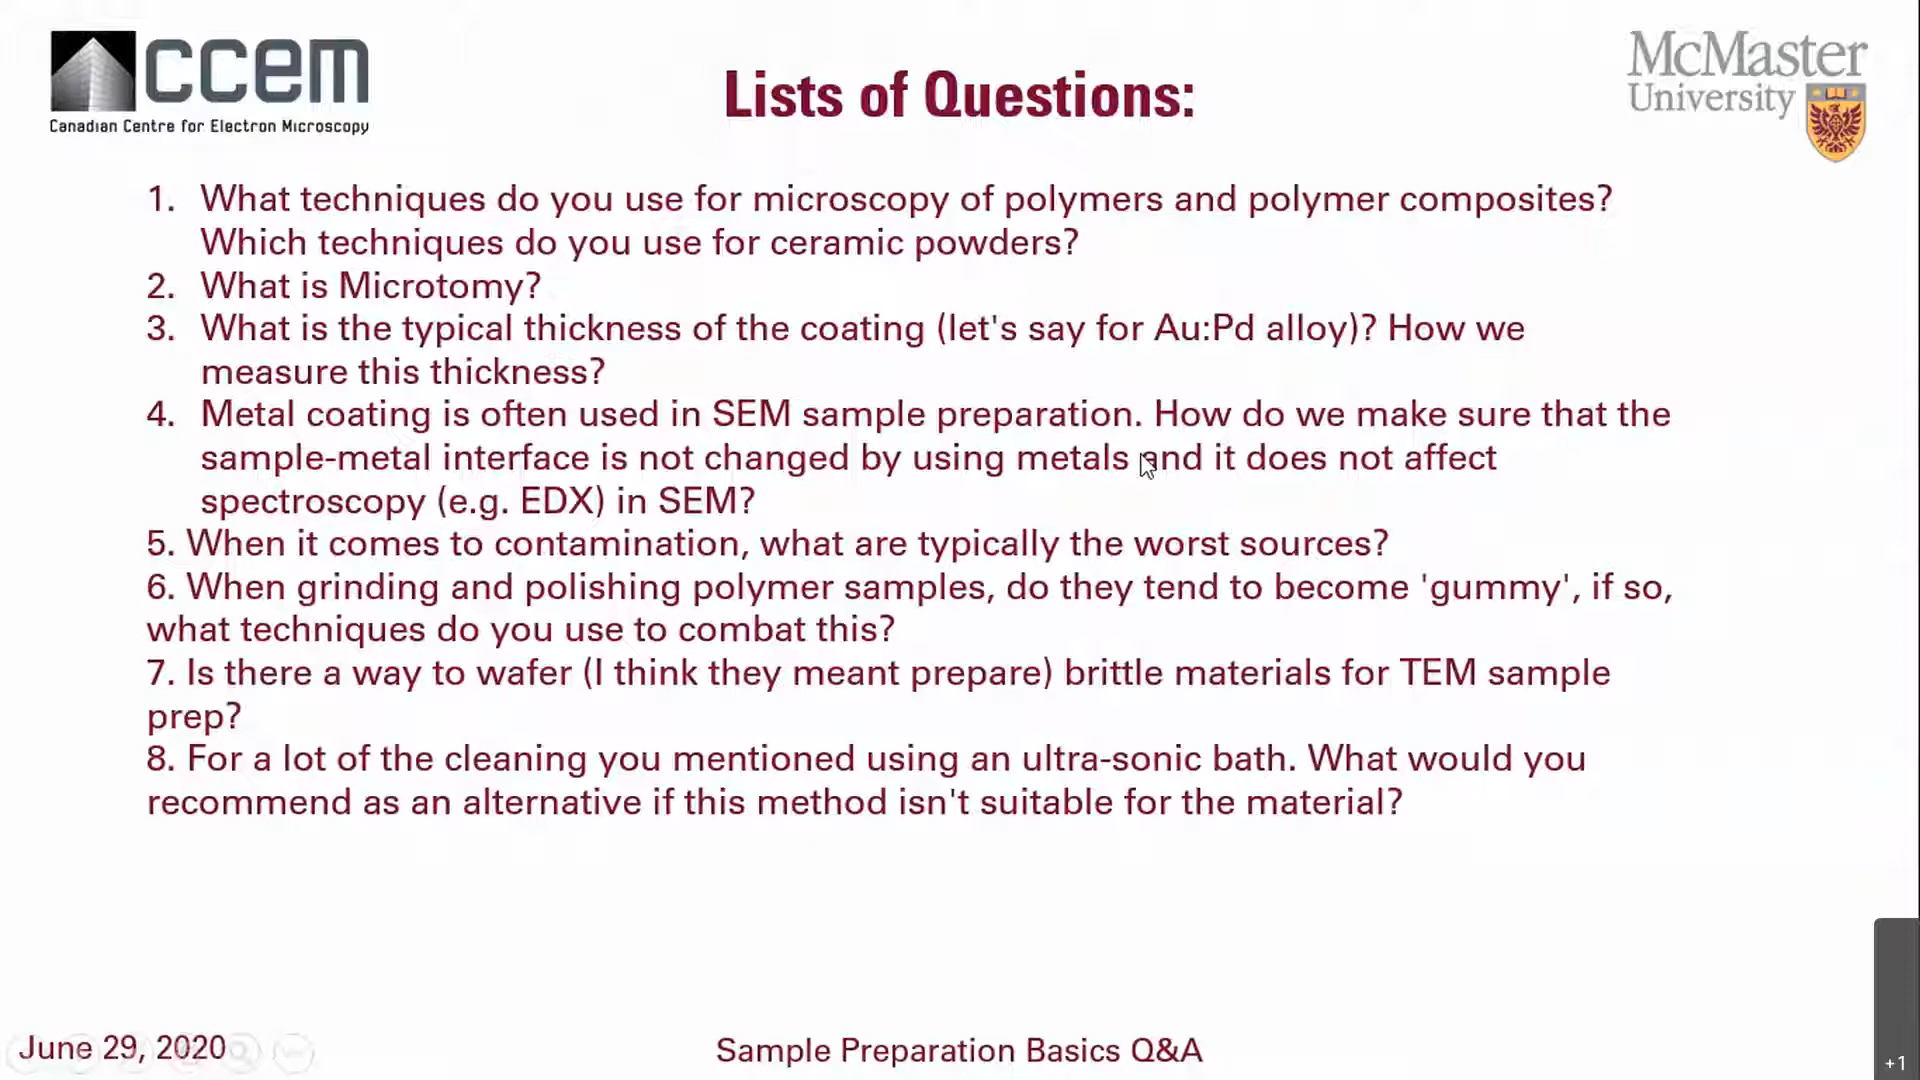 ccem
Canadian Centre for Electron Microscopy
Lists of Questions:
McMaster
University
1. What techniques do you use for microscopy of polymers and polymer composites?
Which techniques do you use for ceramic powders?
2. What is Microtomy?
3. What is the typical thickness of the coating (let's say for Au:Pd alloy)? How we
measure this thickness?
4. Metal coating is often used in SEM sample preparation. How do we make sure that the
sample-metal interface is not changed by using metals and it does not affect
spectroscopy (e.g. EDX) in SEM?
5. When it comes to contamination, what are typically the worst sources?
6. When grinding and polishing polymer samples, do they tend to become 'gummy', if so,
what techniques do you use to combat this?
7. Is there a way to wafer (I think they meant prepare) brittle materials for TEM sample
prep?
8. For a lot of the cleaning you mentioned using an ultra-sonic bath. What would you
recommend as an alternative if this method isn't suitable for the material?
June 29, 2020
Sample Preparation Basics Q&A
+1